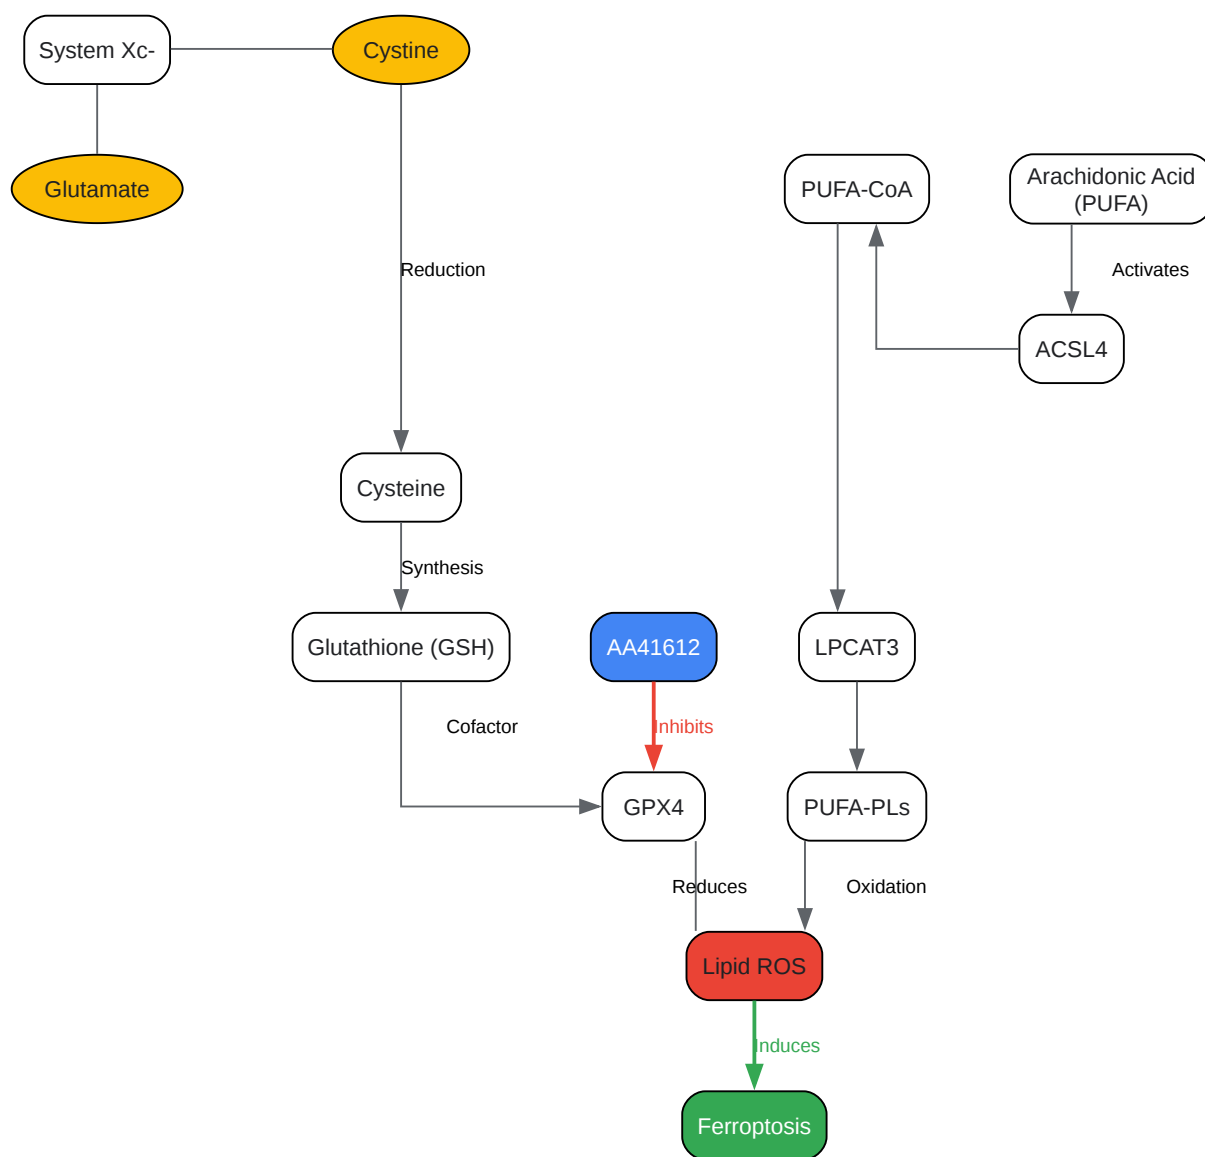 System Xc-
Cystine
Glutamate
PUFA-CoA
Arachidonic Acid
(PUFA)
Reduction
Activates
ACSL4
Cysteine
Synthesis
Glutathione (GSH)
AA41612
LPCAT3
Cofactor
Inhibits
GPX4
PUFA-PLs
Reduces
Oxidation
Lipid ROS
Induces
Ferroptosis